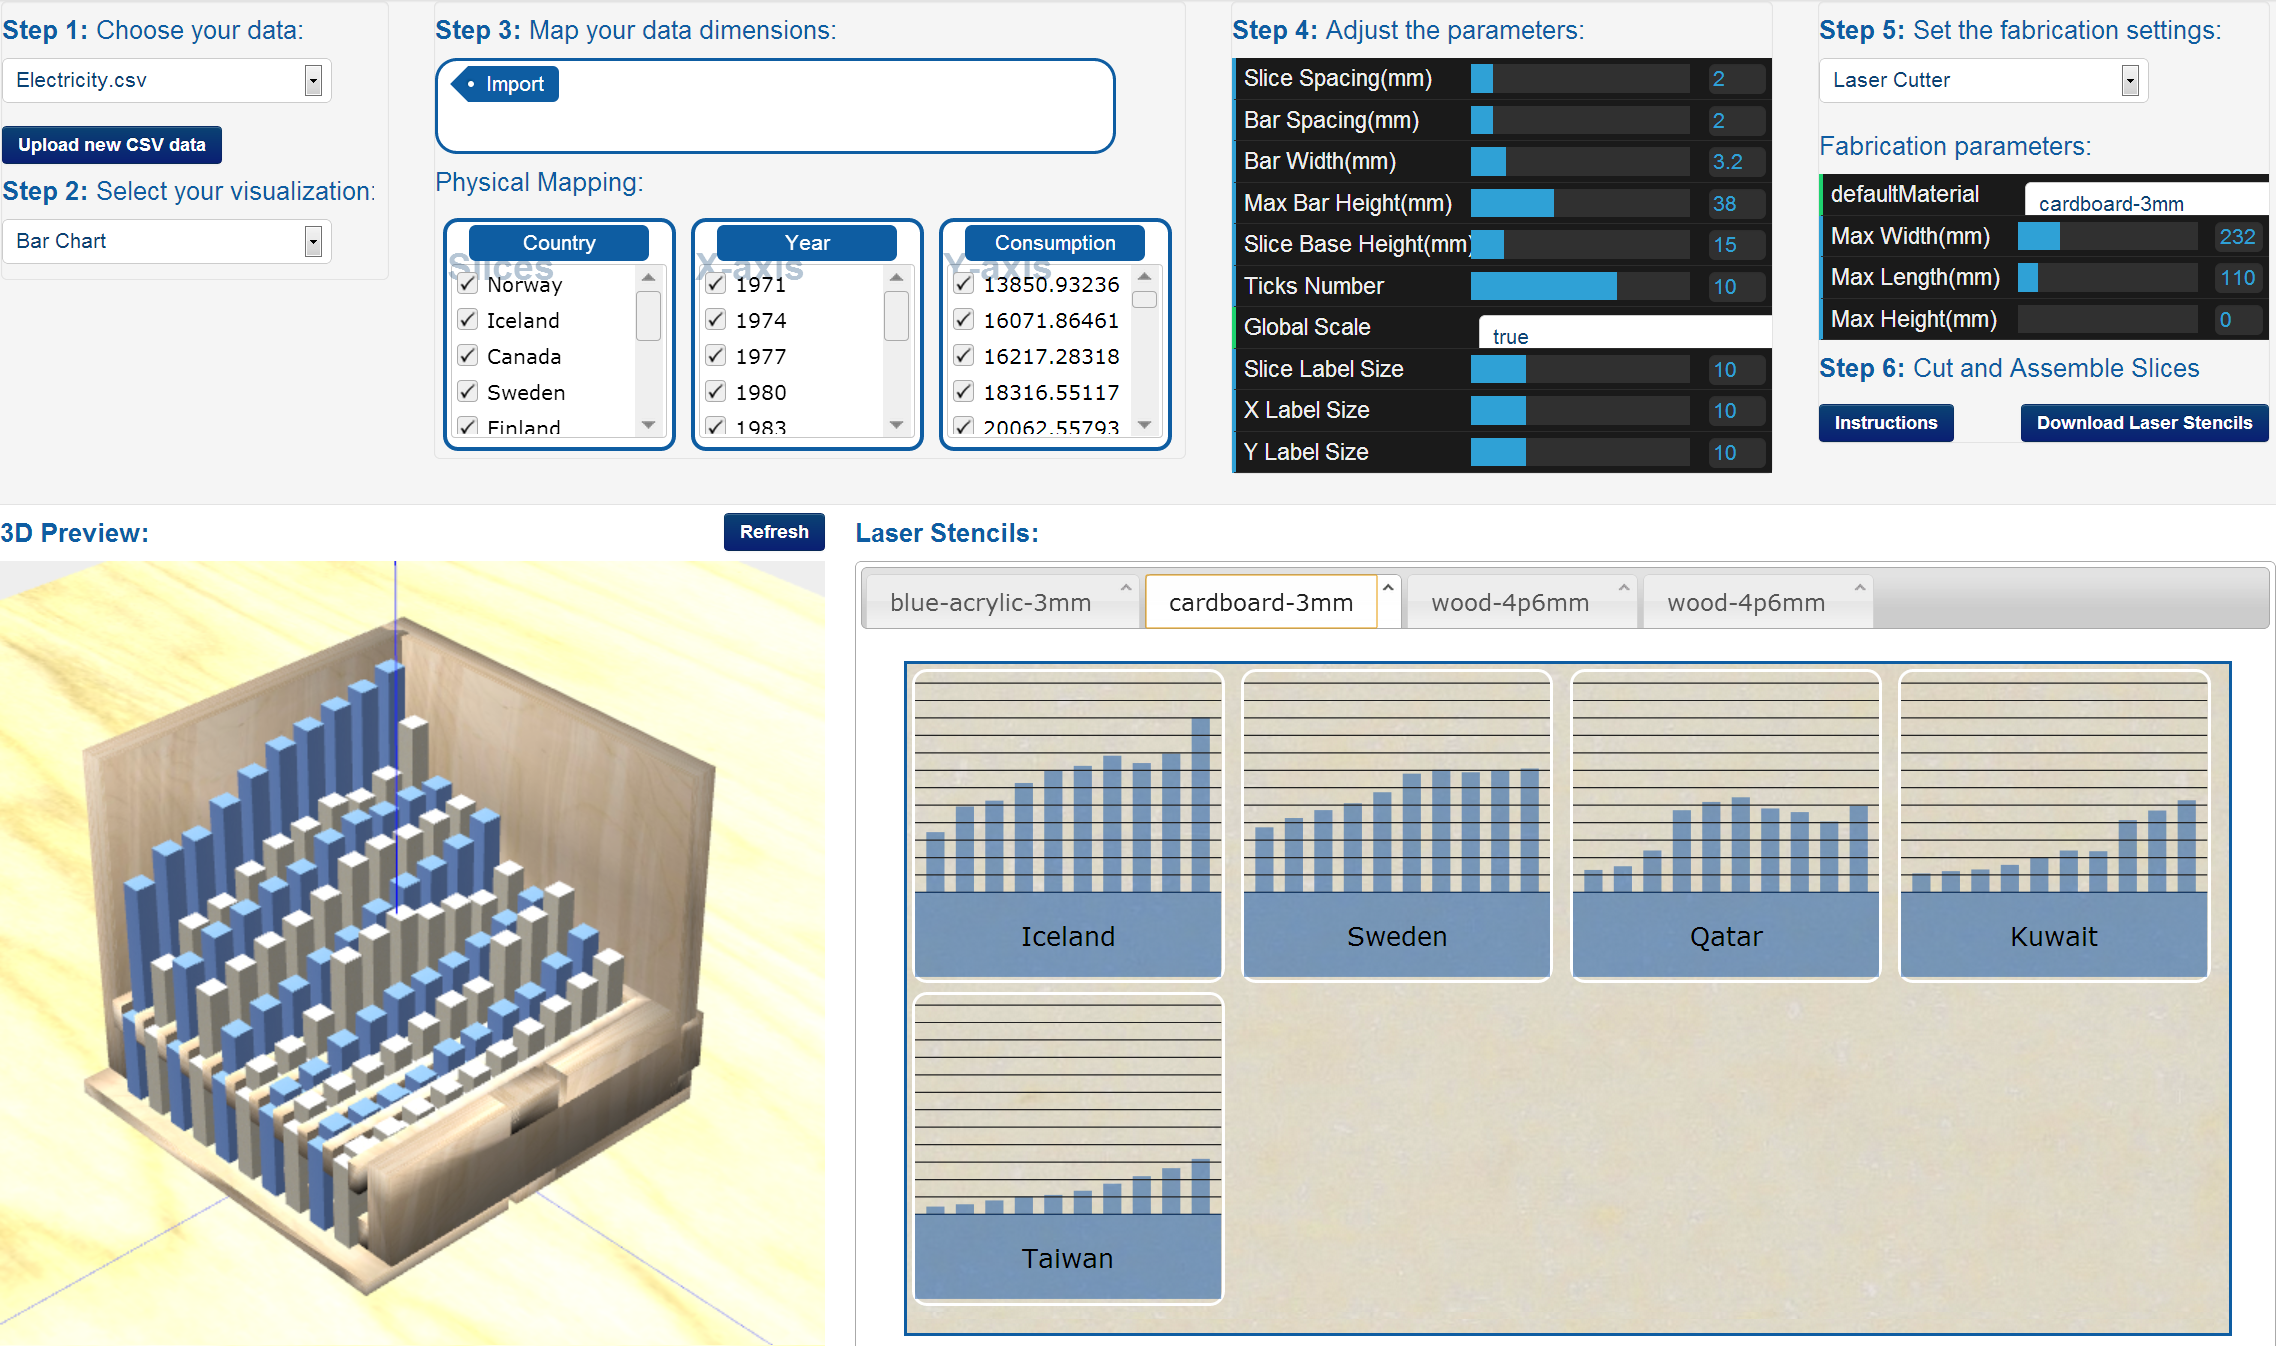 Step 1: Choose your data:
Electricity.csv
Upload new CSV data
Step 2: Select your visualization:
Bar Chart
Step 3: Map your data dimensions:
• Import
Physical Mapping:
Country
Slices
Norway
Iceland
Canada
Sweden
Finland
Year
X-axis
1971
1974
1977
1980
1983
Consumption
Y-axis
13850.93236
16071.86461
16217.28318
18316.55117
20062.55793
Step 4: Adjust the parameters:
Slice Spacing(mm) 2
Bar Spacing(mm) 2
Bar Width(mm) 3.2
Max Bar Height(mm) 38
Slice Base Height(mm) 15
Ticks Number 10
Global Scale true
Slice Label Size 10
X Label Size 10
Y Label Size 10
Step 5: Set the fabrication settings:
Laser Cutter
Fabrication parameters:
defaultMaterial cardboard-3mm
Max Width(mm) 232
Max Length(mm) 110
Max Height(mm) 0
Step 6: Cut and Assemble Slices
Instructions Download Laser Stencils
3D Preview: Refresh
Laser Stencils:
blue-acrylic-3mm cardboard-3mm wood-4p6mm wood-4p6mm
Iceland Sweden Qatar Kuwait
Taiwan